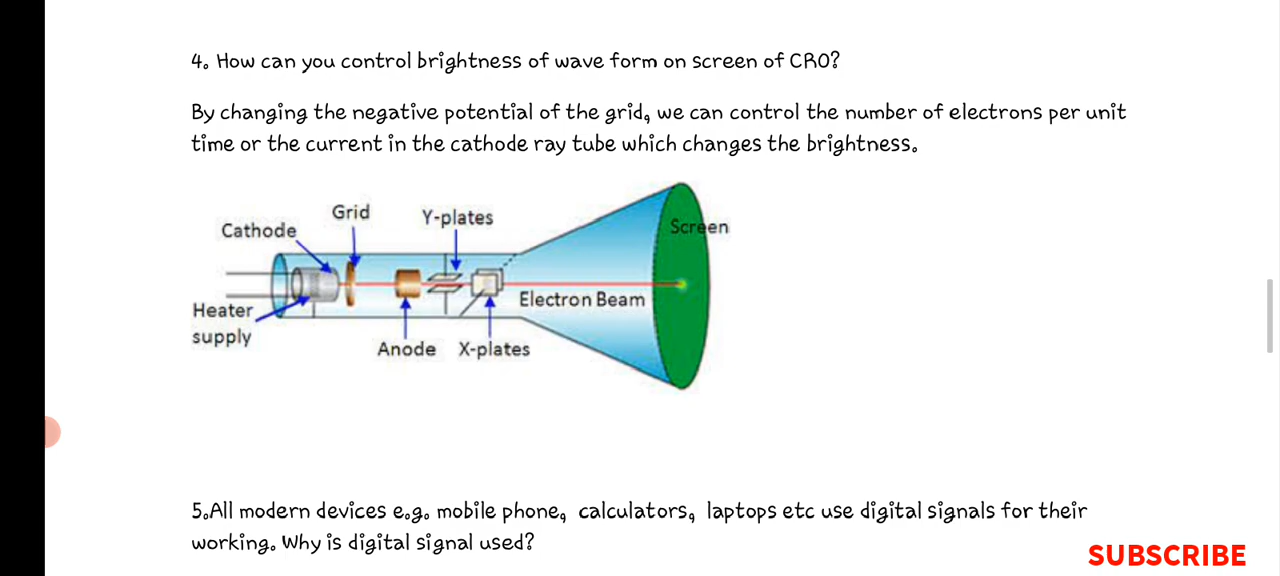 4. How can you control brightness of wave form on screen of CRO?
By changing the negative potential of the grid, we can control the number of electrons per unit
time or the current in the cathode ray tube which changes the brightness.
Grid
Y-plates
Cathode
Screen
Electron Beam
Heater
supply
Anode
X-plates
5.All modern devices e.g. mobile phone, calculators, laptops etc use digital signals for their
working. Why is digital signal used?
SUBSCRIBE